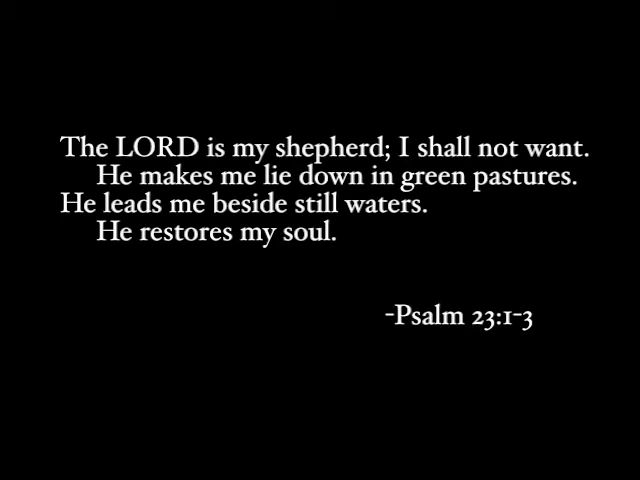 The LORD is my shepherd; I shall not want.
He makes me lie down in green pastures.
He leads me beside still waters.
He restores my soul.
-Psalm 23:1-3